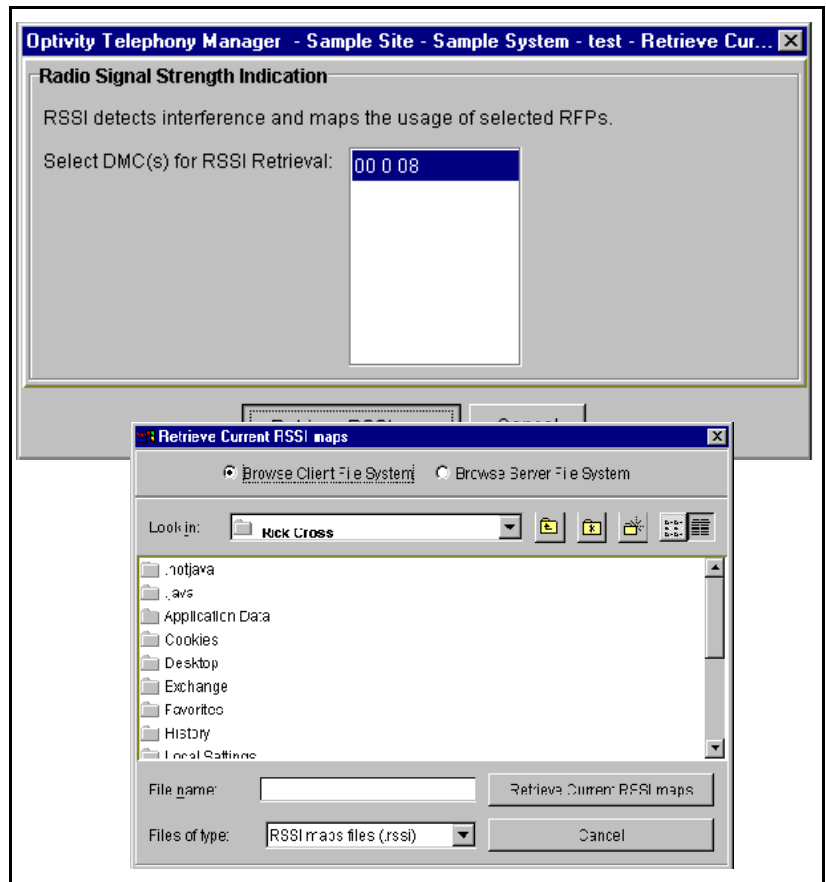 Optivity Telephony Manager - Sample Site - Sample System - test - Retrieve Cur...
Radio Signal Strength Indication
RSSI detects interference and maps the usage of selected RFPs.
Select DMC(s) for RSSI Retrieval:
00 0 08
Retrieve Current RSSI maps
Browse Client File System
Browse Server File System
Look in:
Rick Cross
.hotjava
.java
Application Data
Cookies
Desktop
Exchange
Favorites
History
Local Settings
File name:
Retrieve Current RSSI maps
Files of type:
RSSI maps files (.rssi)
Cancel